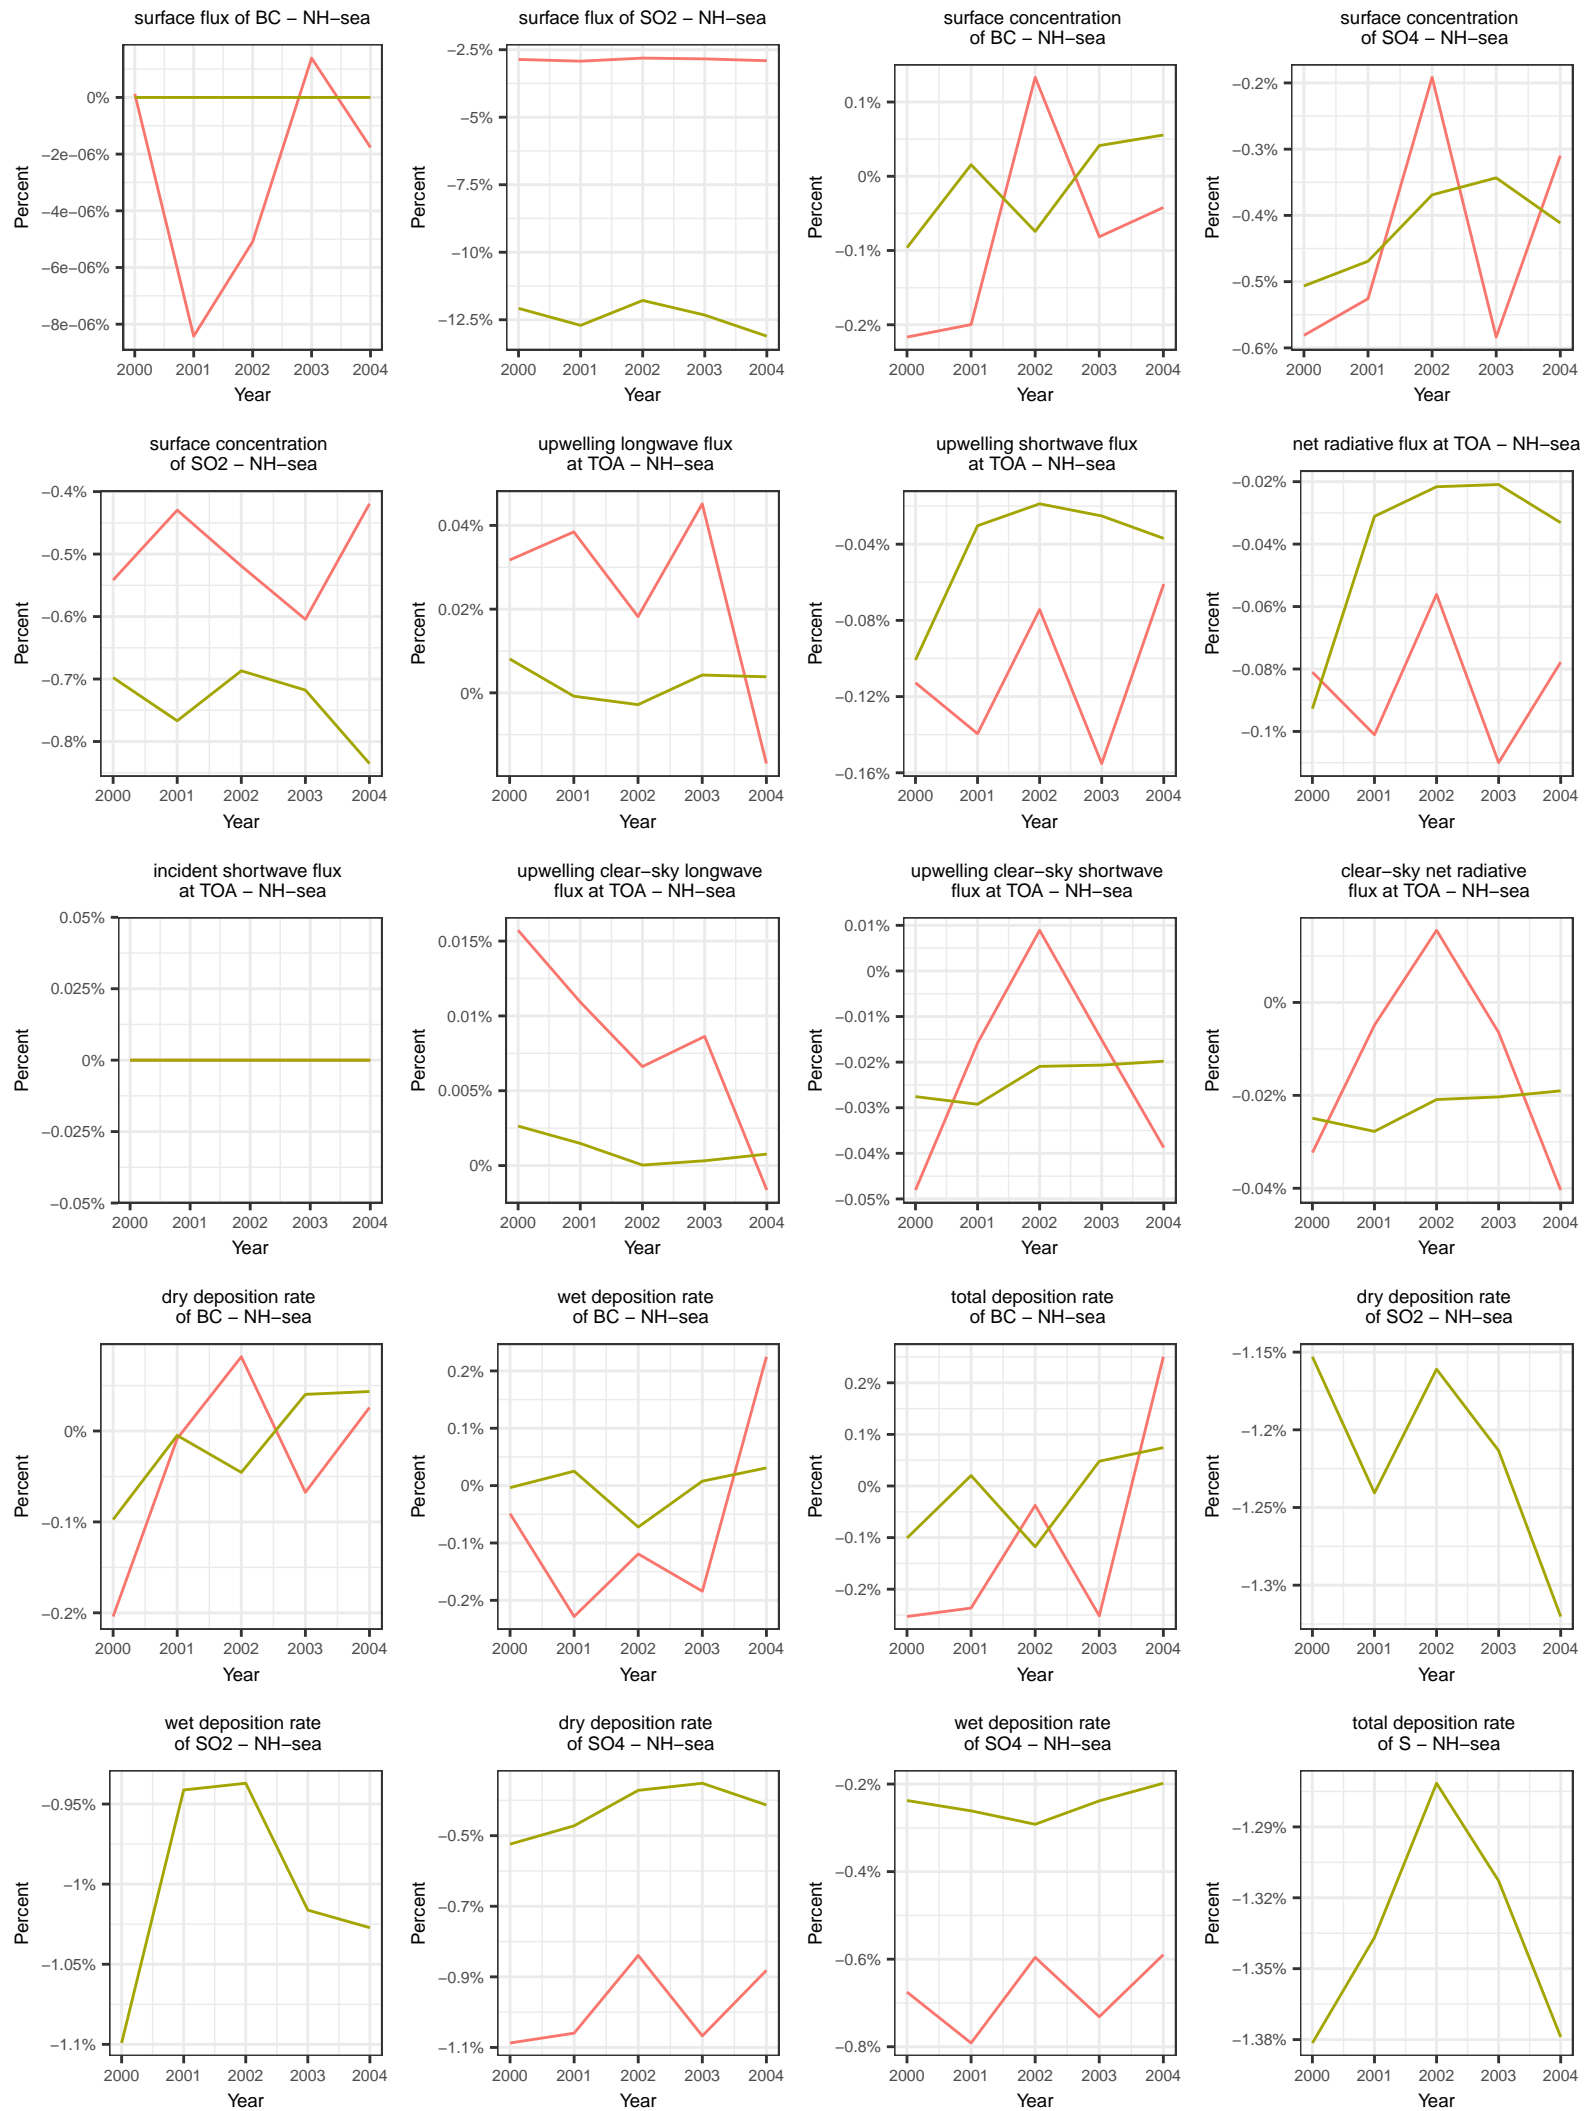 surface flux of BC − NH−sea
0%
−2e−06%
−4e−06%
−6e−06%
−8e−06%
2000 2001 2002 2003 2004
Year
Percent
surface flux of SO2 − NH−sea
−2.5%
−5%
−7.5%
−10%
−12.5%
2000 2001 2002 2003 2004
Year
Percent
surface concentration
of BC − NH−sea
0.1%
0%
−0.1%
−0.2%
2000 2001 2002 2003 2004
Year
Percent
surface concentration
of SO4 − NH−sea
−0.2%
−0.3%
−0.4%
−0.5%
−0.6%
2000 2001 2002 2003 2004
Year
Percent
surface concentration
of SO2 − NH−sea
−0.4%
−0.5%
−0.6%
−0.7%
−0.8%
2000 2001 2002 2003 2004
Year
Percent
upwelling longwave flux
at TOA − NH−sea
0.04%
0.02%
0%
2000 2001 2002 2003 2004
Year
Percent
upwelling shortwave flux
at TOA − NH−sea
−0.04%
−0.08%
−0.12%
−0.16%
2000 2001 2002 2003 2004
Year
Percent
net radiative flux at TOA − NH−sea
−0.02%
−0.04%
−0.06%
−0.08%
−0.1%
2000 2001 2002 2003 2004
Year
Percent
incident shortwave flux
at TOA − NH−sea
0.05%
0.025%
0%
−0.025%
−0.05%
2000 2001 2002 2003 2004
Year
Percent
upwelling clear−sky longwave
flux at TOA − NH−sea
0.015%
0.01%
0.005%
0%
2000 2001 2002 2003 2004
Year
Percent
upwelling clear−sky shortwave
flux at TOA − NH−sea
0.01%
0%
−0.01%
−0.02%
−0.03%
−0.04%
−0.05%
2000 2001 2002 2003 2004
Year
Percent
clear−sky net radiative
flux at TOA − NH−sea
0%
−0.02%
−0.04%
2000 2001 2002 2003 2004
Year
Percent
dry deposition rate
of BC − NH−sea
0%
−0.1%
−0.2%
2000 2001 2002 2003 2004
Year
Percent
wet deposition rate
of BC − NH−sea
0.2%
0.1%
0%
−0.1%
−0.2%
2000 2001 2002 2003 2004
Year
Percent
total deposition rate
of BC − NH−sea
0.2%
0.1%
0%
−0.1%
−0.2%
2000 2001 2002 2003 2004
Year
Percent
dry deposition rate
of SO2 − NH−sea
−1.15%
−1.2%
−1.25%
−1.3%
2000 2001 2002 2003 2004
Year
Percent
wet deposition rate
of SO2 − NH−sea
−0.95%
−1%
−1.05%
−1.1%
2000 2001 2002 2003 2004
Year
Percent
dry deposition rate
of SO4 − NH−sea
−0.5%
−0.7%
−0.9%
−1.1%
2000 2001 2002 2003 2004
Year
Percent
wet deposition rate
of SO4 − NH−sea
−0.2%
−0.4%
−0.6%
−0.8%
2000 2001 2002 2003 2004
Year
Percent
total deposition rate
of S − NH−sea
−1.29%
−1.32%
−1.35%
−1.38%
2000 2001 2002 2003 2004
Year
Percent